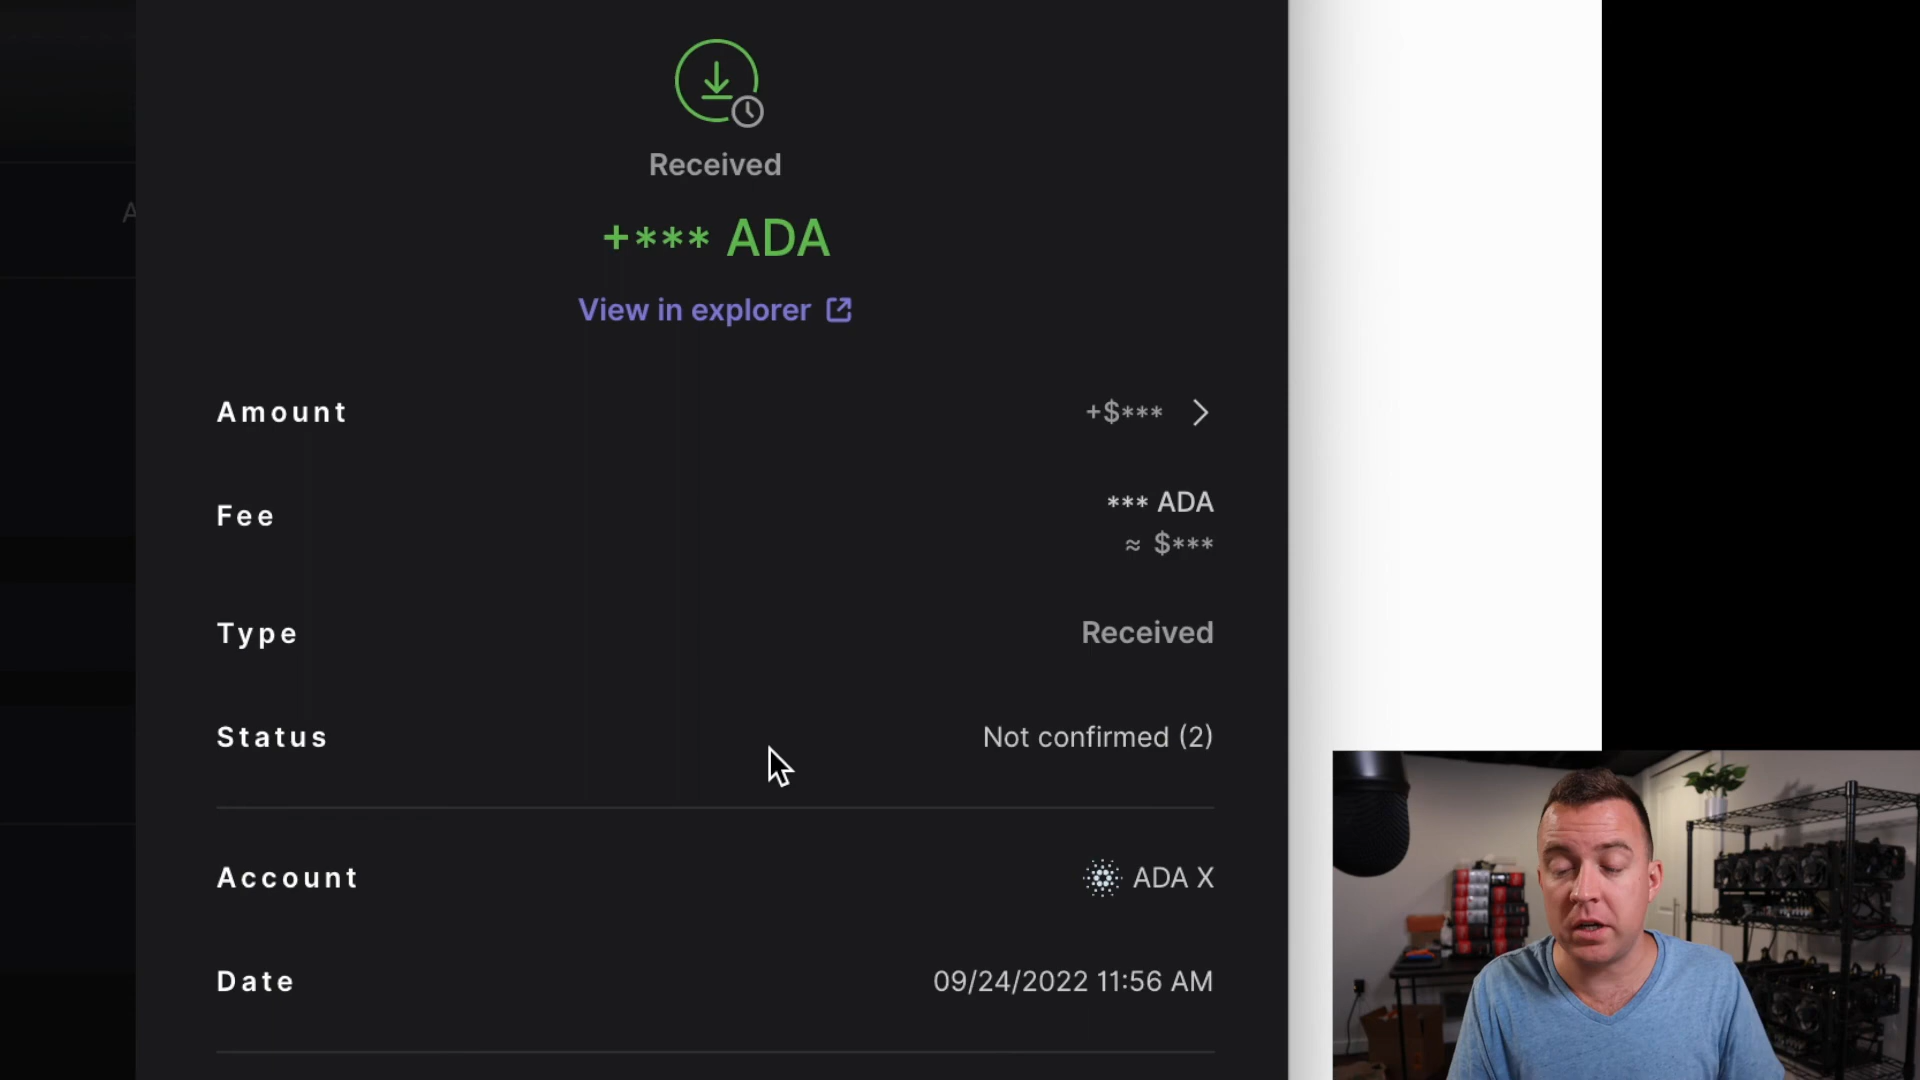 Received
+*** ADA
View in explorer
Amount +$***
Fee *** ADA
≈ $***
Type Received
Status Not confirmed (2)
Account ADA X
Date 09/24/2022 11:56 AM
A